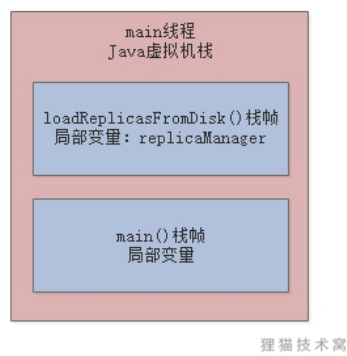 main线程
Java虚拟机栈
loadReplicasFromDisk()栈帧
局部变量：replicaManager
main()栈帧
局部变量
狸猫技术窝